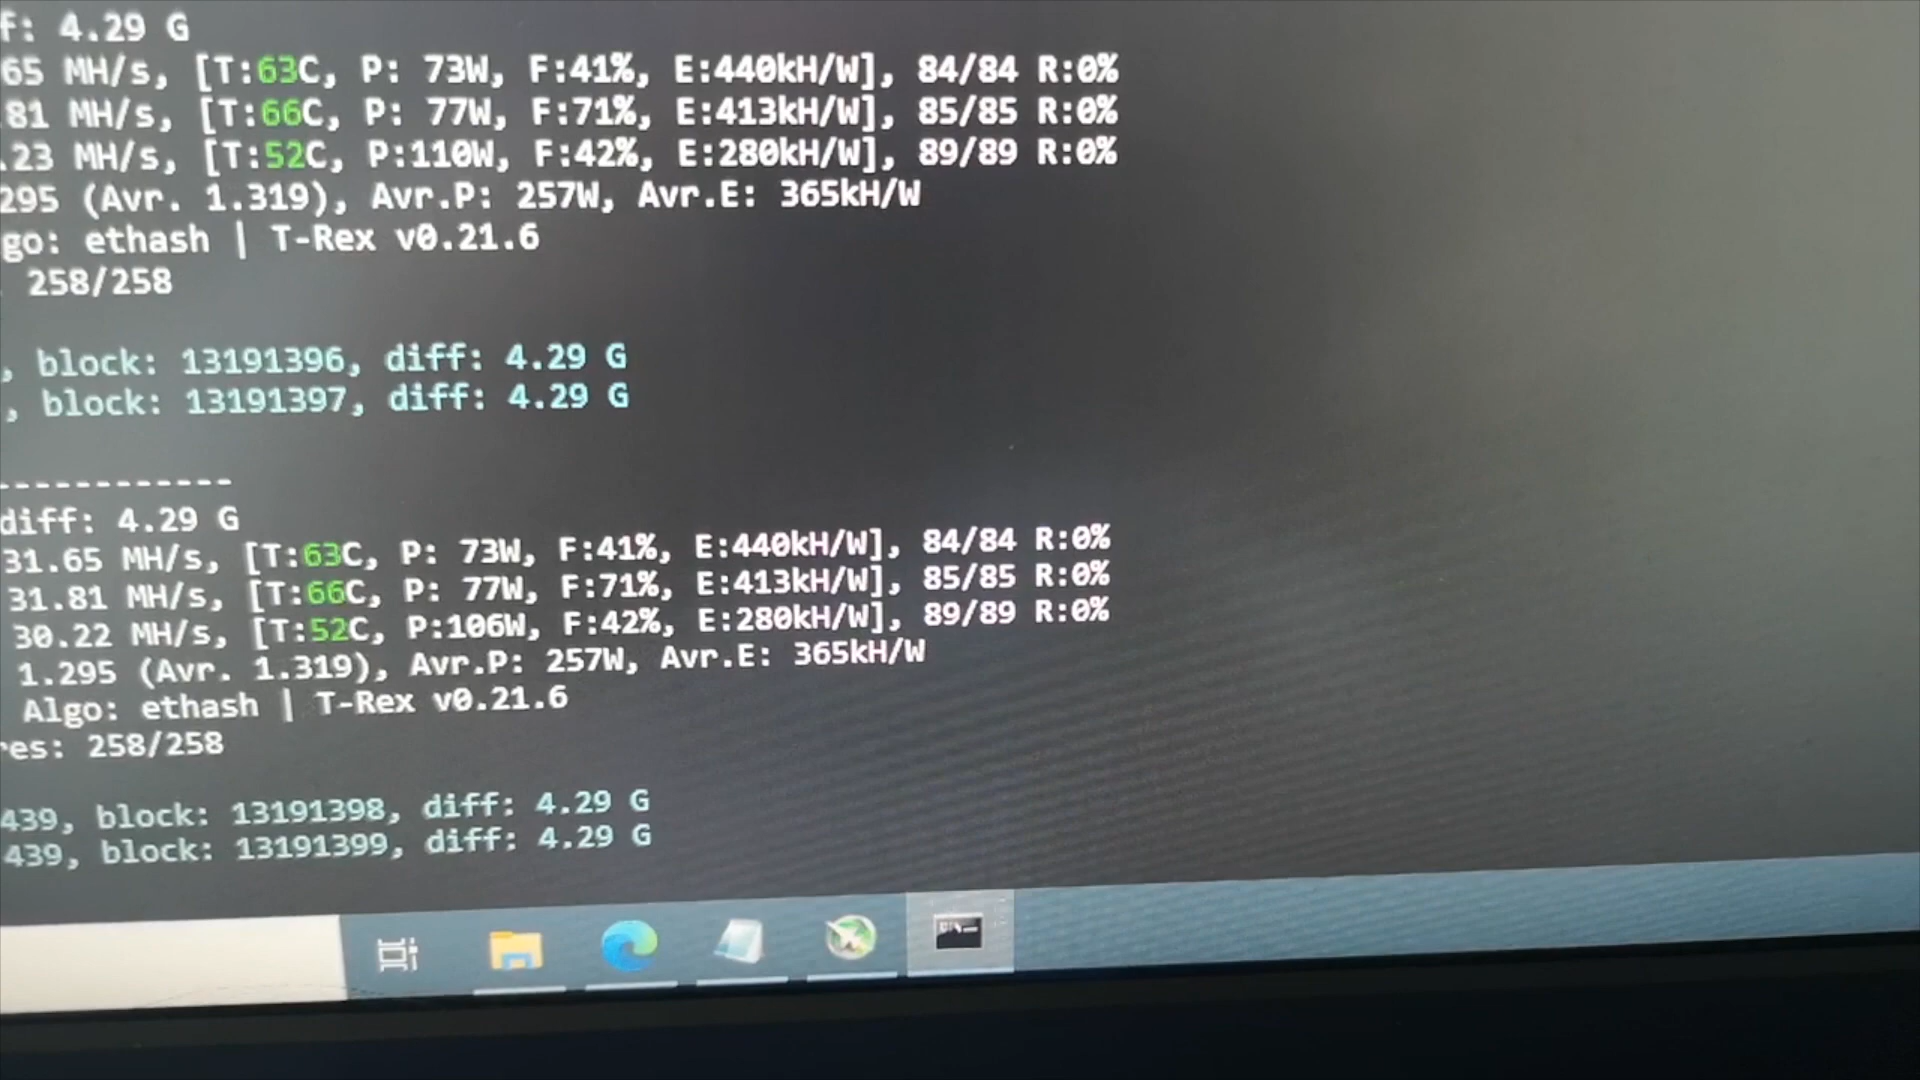 f: 4.29 G
65 MH/s, [T:63C, P: 73W, F:41%, E:440kH/W], 84/84 R:0%
.81 MH/s, [T:66C, P: 77W, F:71%, E:413kH/W], 85/85 R:0%
.23 MH/s, [T:52C, P:110W, F:42%, E:280kH/W], 89/89 R:0%
295 (Avr. 1.319), Avr.P: 257W, Avr.E: 365kH/W
go: ethash | T-Rex v0.21.6
258/258
, block: 13191396, diff: 4.29 G
, block: 13191397, diff: 4.29 G
------------
diff: 4.29 G
31.65 MH/s, [T:63C, P: 73W, F:41%, E:440kH/W], 84/84 R:0%
31.81 MH/s, [T:66C, P: 77W, F:71%, E:413kH/W], 85/85 R:0%
30.22 MH/s, [T:52C, P:106W, F:42%, E:280kH/W], 89/89 R:0%
1.295 (Avr. 1.319), Avr.P: 257W, Avr.E: 365kH/W
Algo: ethash | T-Rex v0.21.6
res: 258/258
439, block: 13191398, diff: 4.29 G
439, block: 13191399, diff: 4.29 G